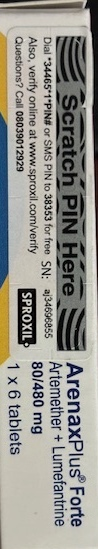 ArenaxPlus® Forte
Artemether + Lumefantrine
80/480 mg
1 x 6 tablets
Scratch PIN Here
Dial *34465**PIN# or SMS PIN to 38353 for free SN: aj34606855
Also, verify online at www.sproxil.com/verify
Questions? Call 08039012929
SPROXIL